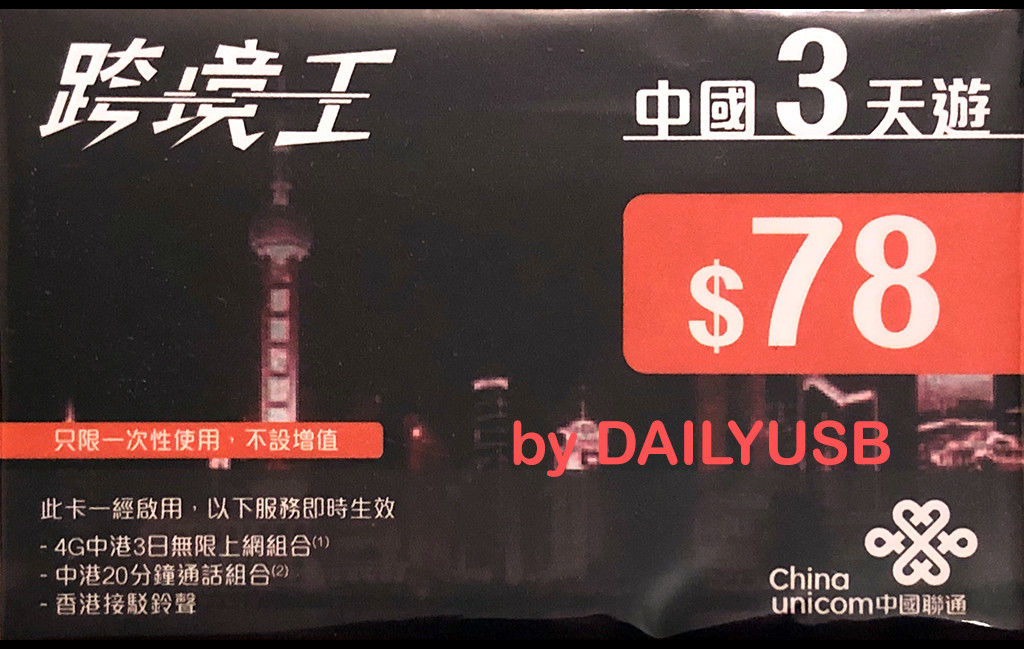 跨境王
中國3天遊
$78
只限一次性使用,不設增值
by DAILYUSB
此卡一經啟用,以下服務即時生效
- 4G中港3日無限上網組合(1)
- 中港20分鐘通話組合(2)
- 香港接駁鈴聲
China
unicom中國聯通